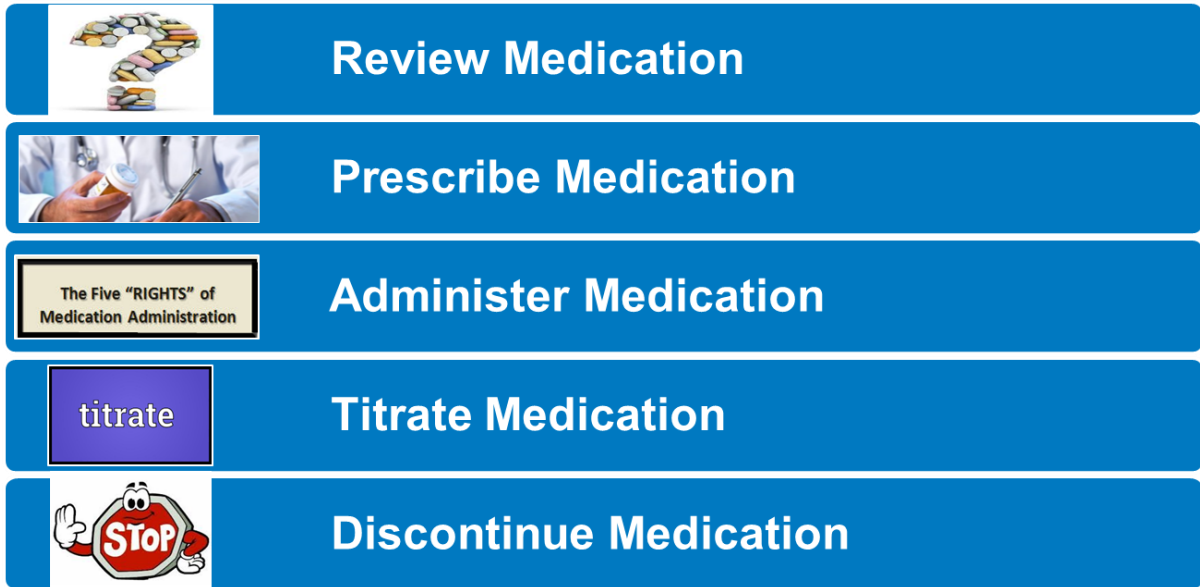 Review Medication
Prescribe Medication
The Five “RIGHTS” of
Medication Administration
Administer Medication
titrate
Titrate Medication
STOP
Discontinue Medication